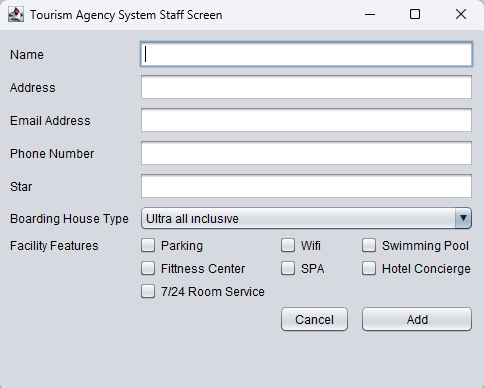 Tourism Agency System Staff Screen
Name
Address
Email Address
Phone Number
Star
Boarding House Type Ultra all inclusive
Facility Features Parking Wifi Swimming Pool
Fittness Center SPA Hotel Concierge
7/24 Room Service
Cancel Add